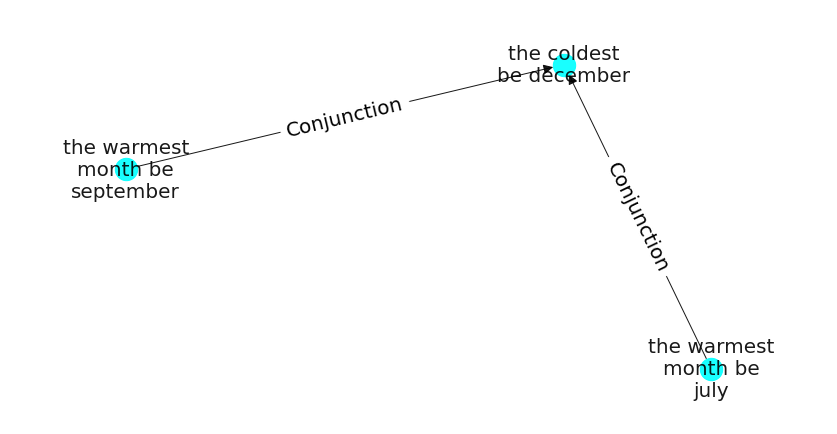 the coldest
be december
Conjunction
the warmest
month be
september
Conjunction
the warmest
month be
july